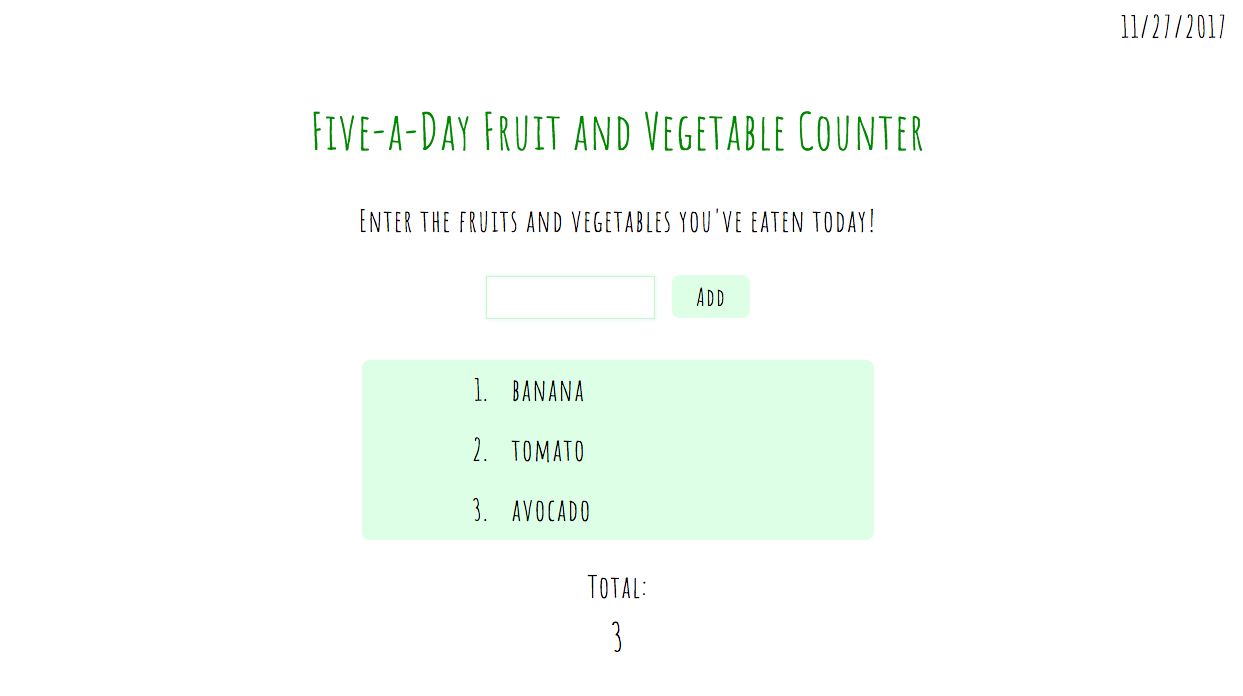 11/27/2017
Five-a-Day Fruit and Vegetable Counter
Enter the fruits and vegetables you've eaten today!
Add
1. banana
2. tomato
3. avocado
Total:
3